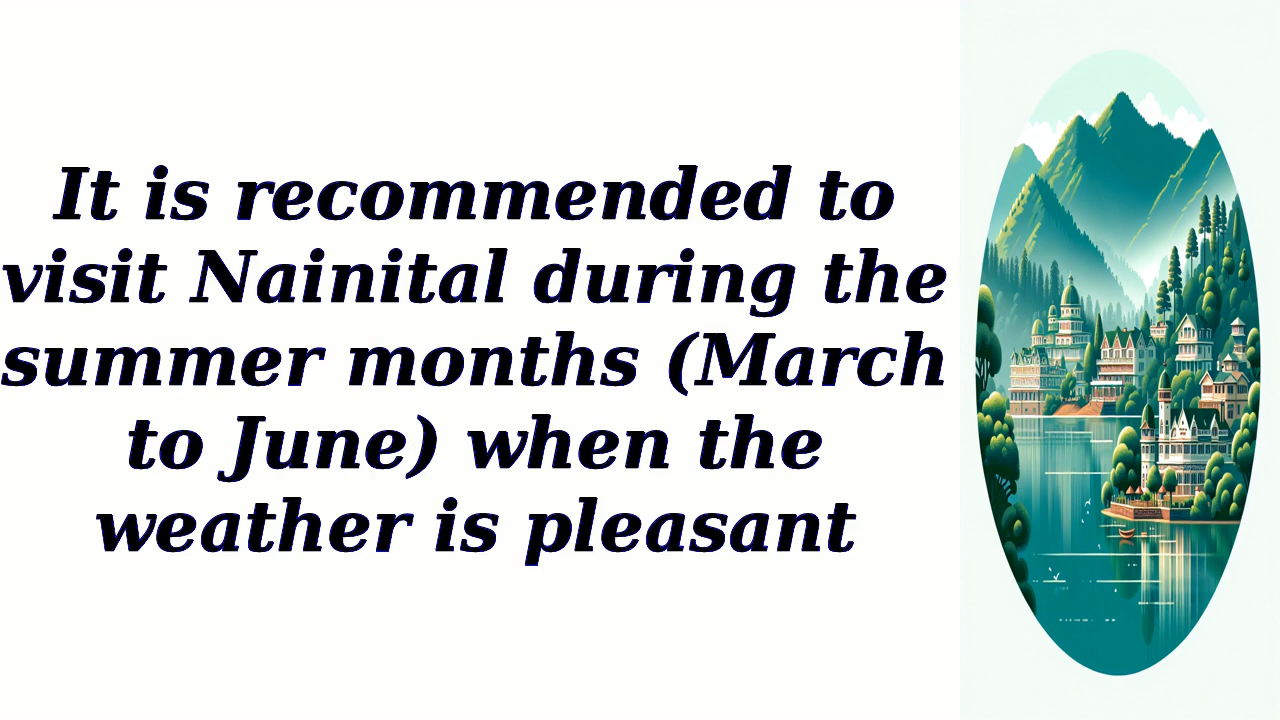 It is recommended to
visit Nainital during the
summer months (March
to June) when the
weather is pleasant